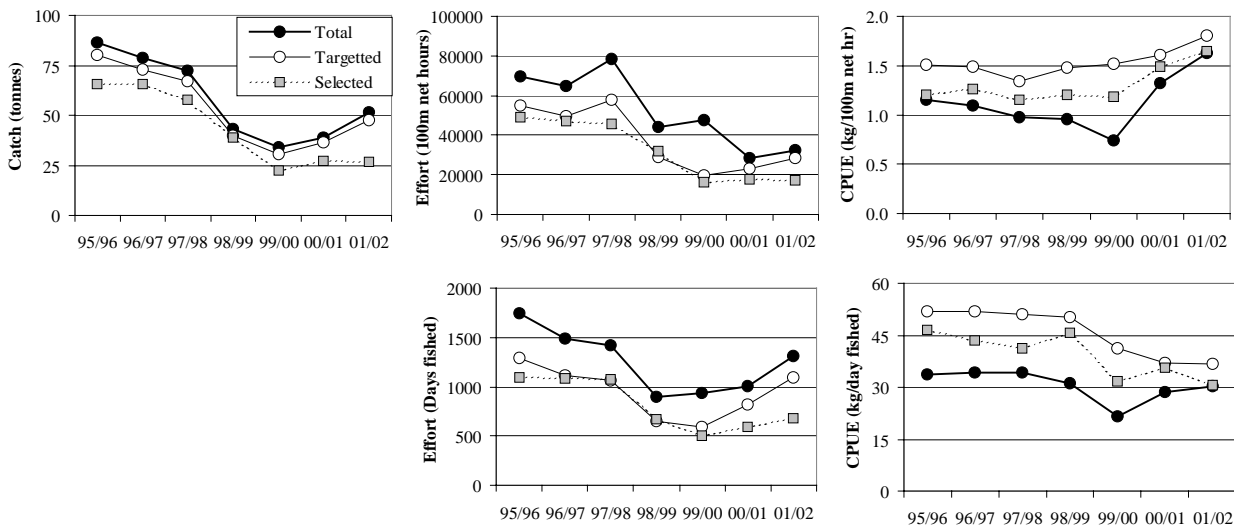 Catch (tonnes)
100
75
50
25
0
95/96 96/97 97/98 98/99 99/00 00/01 01/02
Total
Targetted
Selected
Effort (100m net hours)
100000
80000
60000
40000
20000
0
95/96 96/97 97/98 98/99 99/00 00/01 01/02
CPUE (kg/100m net hr)
2.0
1.5
1.0
0.5
0.0
95/96 96/97 97/98 98/99 99/00 00/01 01/02
Effort (Days fished)
2000
1500
1000
500
0
95/96 96/97 97/98 98/99 99/00 00/01 01/02
CPUE (kg/day fished)
60
45
30
15
0
95/96 96/97 97/98 98/99 99/00 00/01 01/02